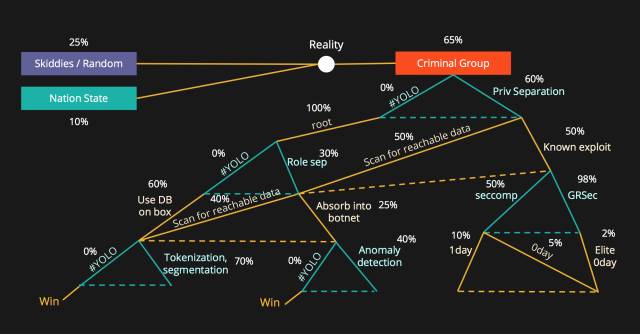 25%
Skiddies / Random
Reality
65%
Criminal Group
Nation State
10%
0%
#YOLO
60%
Priv Separation
100%
root
50%
Scan for reachable data
50%
Known exploit
0%
#YOLO
30%
Role sep
60%
Use DB
on box
40%
Scan for reachable data
Absorb into
botnet
25%
50%
seccomp
98%
GRSec
0%
#YOLO
Tokenization,
segmentation
70%
0%
#YOLO
Anomaly
detection
40%
10%
1day
0day
5%
2%
Elite
0day
Win
Win